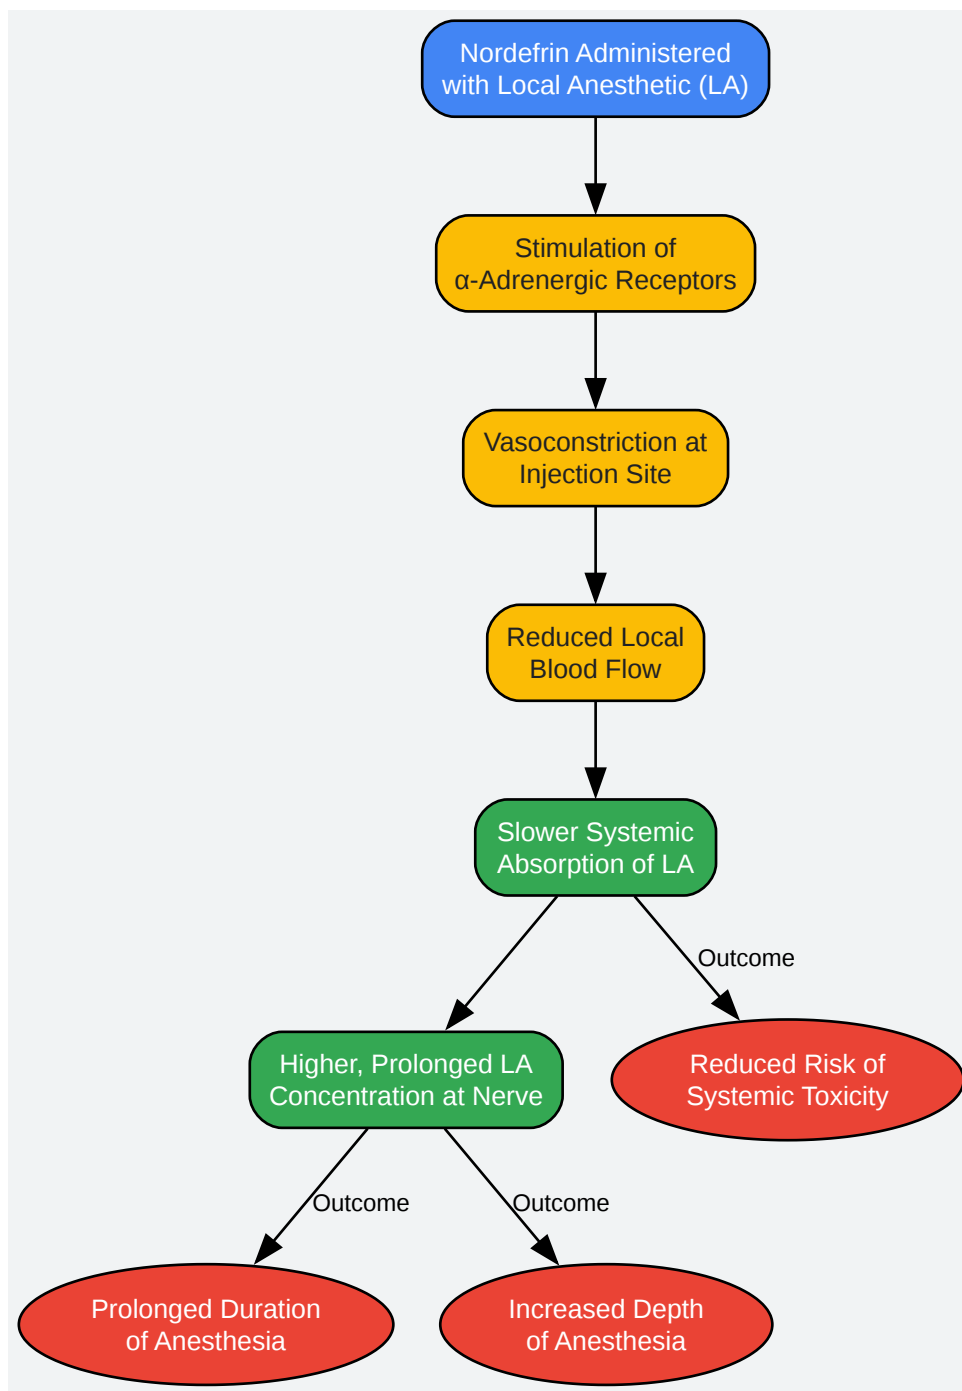 Nordefrin Administered
with Local Anesthetic (LA)
Stimulation of
α-Adrenergic Receptors
Vasoconstriction at
Injection Site
Reduced Local
Blood Flow
Slower Systemic
Absorption of LA
Outcome
Higher, Prolonged LA
Concentration at Nerve
Reduced Risk of
Systemic Toxicity
Outcome
Outcome
Prolonged Duration
of Anesthesia
Increased Depth
of Anesthesia